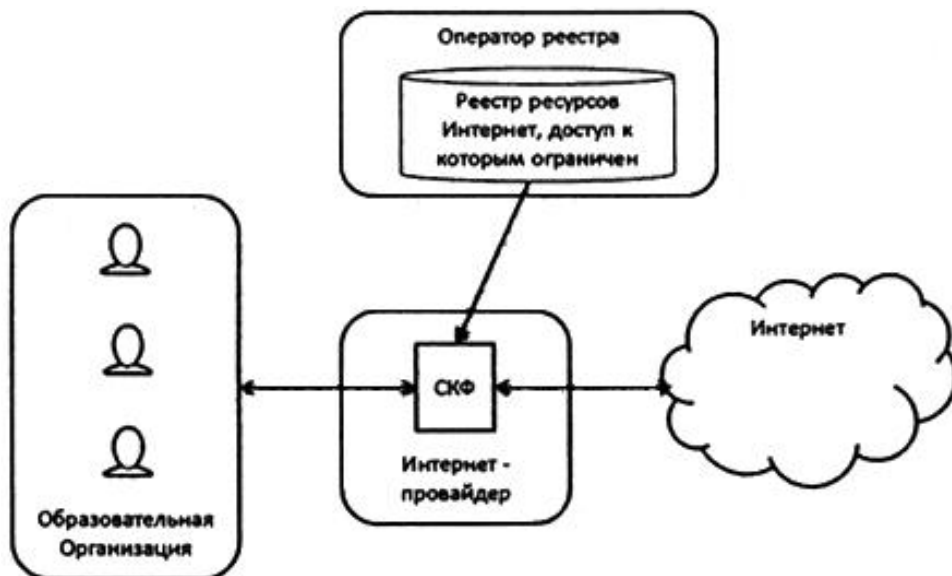 Оператор реестра
Реестр ресурсов
Интернет, доступ к
которым ограничен
Интернет
СКФ
Интернет -
провайдер
Образовательная
Организация